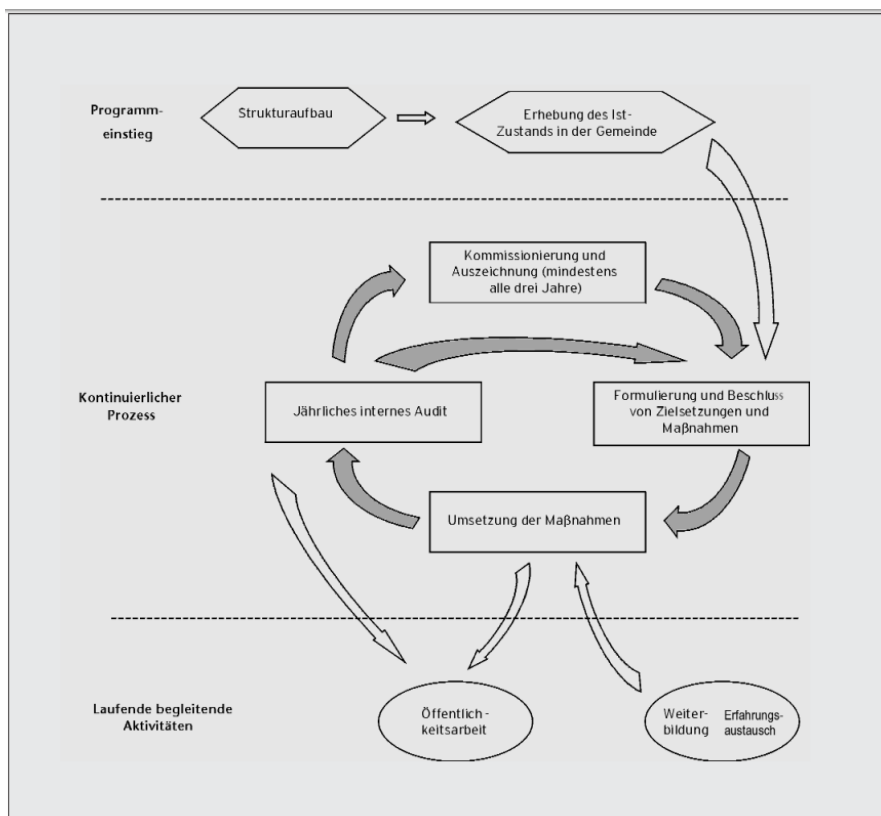 Programm-
einstieg
Strukturaufbau
Erhebung des Ist-
Zustands in der Gemeinde
Kommissionierung und
Auszeichnung (mindestens
alle drei Jahre)
Kontinuierlicher
Prozess
Jährliches internes Audit
Formulierung und Beschluss
von Zielsetzungen und
Maßnahmen
Umsetzung der Maßnahmen
Laufende begleitende
Aktivitäten
Öffentlich-
keitsarbeit
Weiter-
bildung
Erfahrungs-
austausch